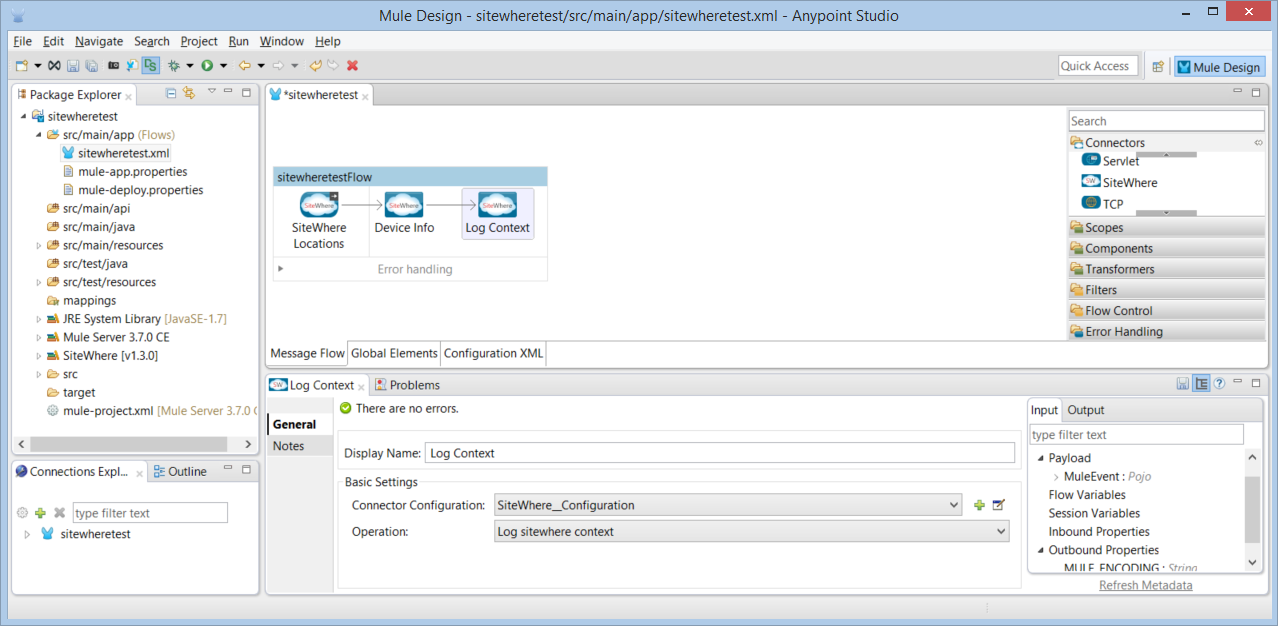 Mule Design - sitewheretest/src/main/app/sitewheretest.xml - Anypoint Studio
File Edit Navigate Search Project Run Window Help
Quick Access
Mule Design
Package Explorer
sitewheretest
src/main/app (Flows)
sitewheretest.xml
mule-app.properties
mule-deploy.properties
src/main/api
src/main/java
src/main/resources
src/test/java
src/test/resources
mappings
JRE System Library [JavaSE-1.7]
Mule Server 3.7.0 CE
SiteWhere [v1.3.0]
src
target
mule-project.xml [Mule Server 3.7.0
Connections Expl...
Outline
type filter text
sitewheretest
*sitewheretest
sitewheretestFlow
SiteWhere
SiteWhere
SiteWhere
SiteWhere
Locations
Device Info
Log Context
Error handling
Message Flow
Global Elements
Configuration XML
Search
Connectors
Servlet
SW
SiteWhere
TCP
Scopes
Components
Transformers
Filters
Flow Control
Error Handling
SW
Log Context
Problems
There are no errors.
General
Notes
Display Name: Log Context
Basic Settings
Connector Configuration: SiteWhere__Configuration
Operation: Log sitewhere context
Input Output
type filter text
Payload
MuleEvent : Pojo
Flow Variables
Session Variables
Inbound Properties
Outbound Properties
MULE_ENCODING : String
Refresh Metadata